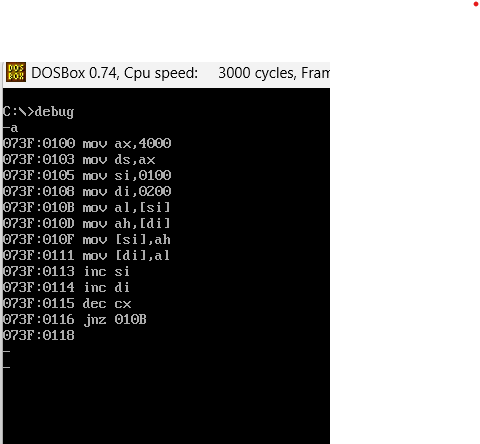 DOS
BOX
DOSBox 0.74, Cpu speed: 3000 cycles, Fram
C:\>debug
-a
073F:0100 mov ax,4000
073F:0103 mov ds,ax
073F:0105 mov si,0100
073F:0108 mov di,0200
073F:010B mov al,[si]
073F:010D mov ah,[di]
073F:010F mov [si],ah
073F:0111 mov [di],al
073F:0113 inc si
073F:0114 inc di
073F:0115 dec cx
073F:0116 jnz 010B
073F:0118
-
_